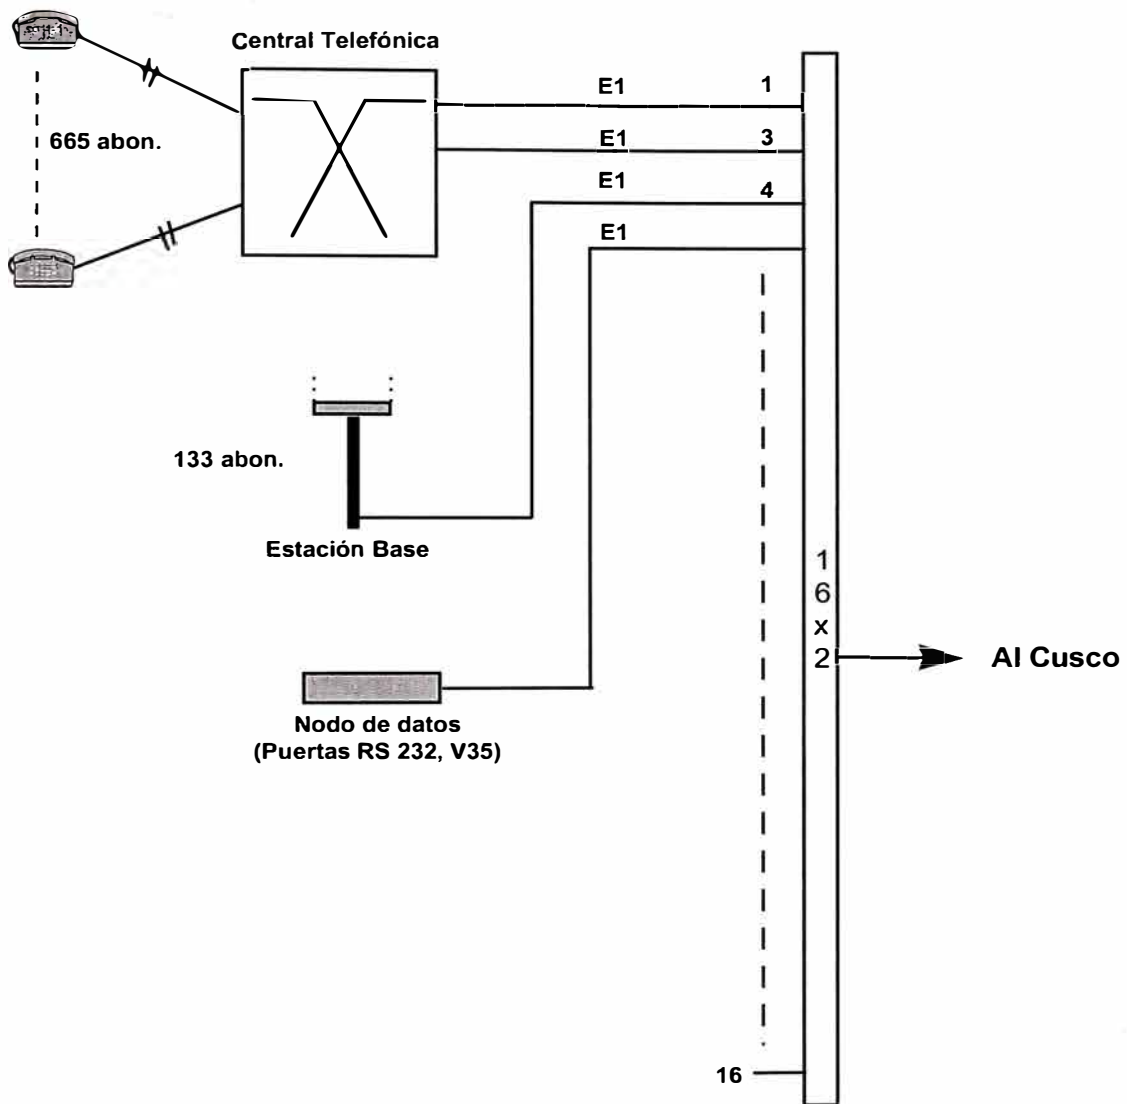 Central Telefónica
665 abon.
E1 1
E1 3
E1 4
E1
133 abon.
Estación Base
Nodo de datos
(Puertas RS 232, V35)
1
6
x
2
Al Cusco
16